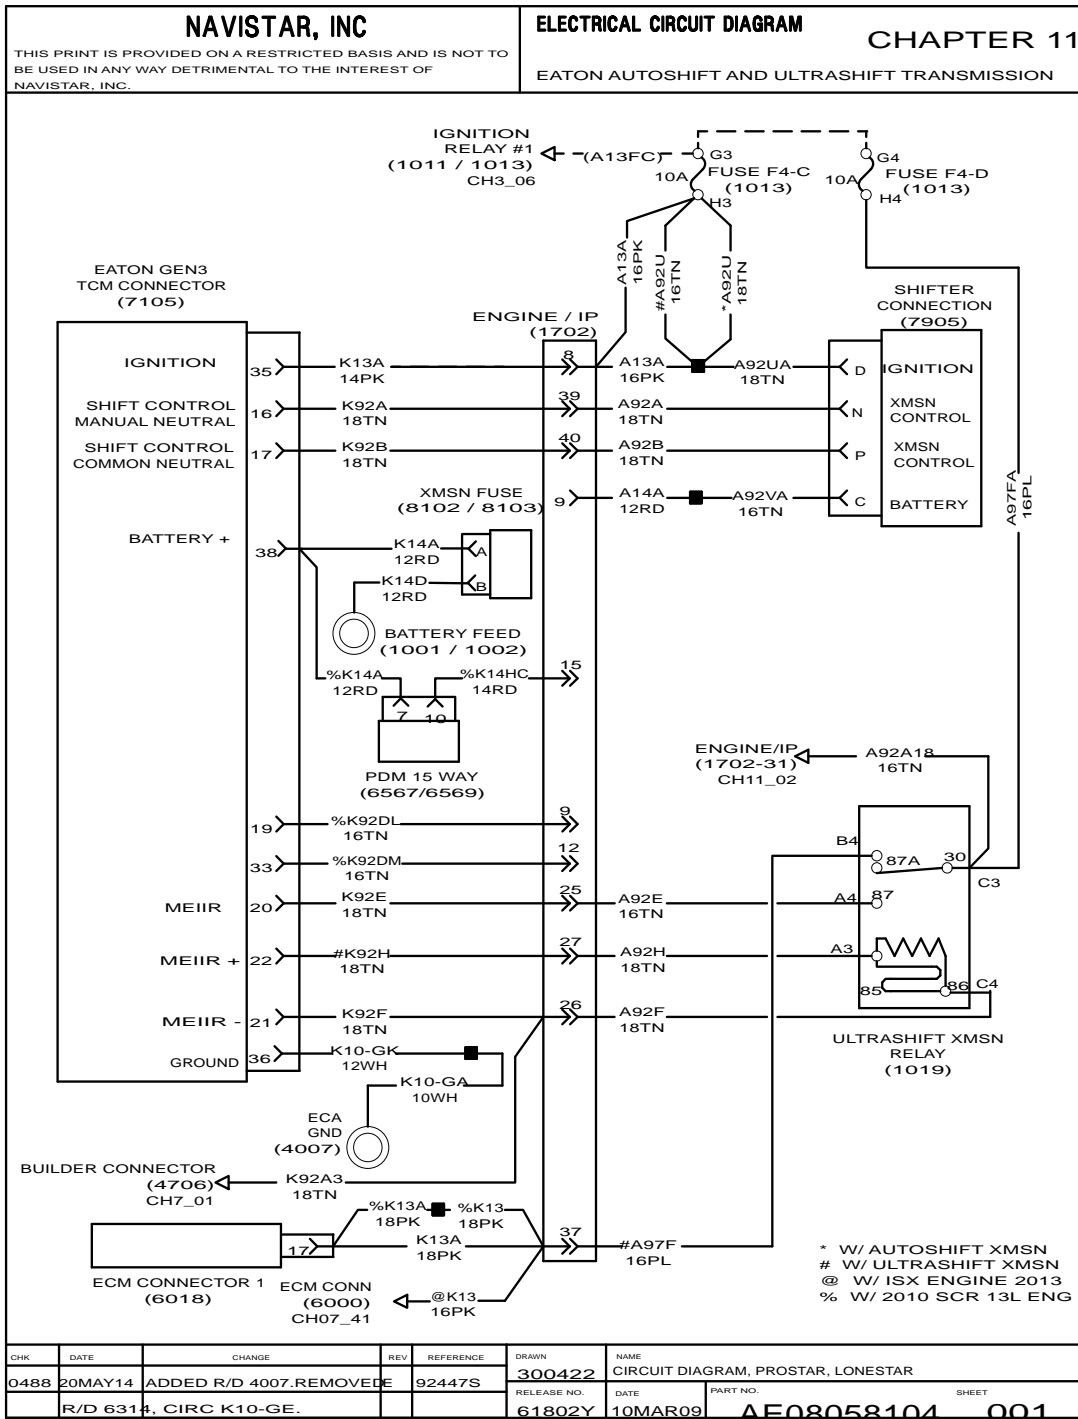 NAVISTAR, INC
THIS PRINT IS PROVIDED ON A RESTRICTED BASIS AND IS NOT TO
BE USED IN ANY WAY DETRIMENTAL TO THE INTEREST OF
NAVISTAR, INC.
ELECTRICAL CIRCUIT DIAGRAM
CHAPTER 11
EATON AUTOSHIFT AND ULTRASHIFT TRANSMISSION
IGNITION
RELAY #1
(1011 / 1013)
CH3_06
(A13FC)
G3
10A
FUSE F4-C
(1013)
H3
G4
10A
FUSE F4-D
(1013)
H4
A13A
16PK
#A92U
16TN
*A92U
18TN
EATON GEN3
TCM CONNECTOR
(7105)
ENGINE / IP
(1702)
SHIFTER
CONNECTION
(7905)
IGNITION
35
K13A
14PK
8
A13A
16PK
A92UA
18TN
D
IGNITION
SHIFT CONTROL
MANUAL NEUTRAL
16
K92A
18TN
39
A92A
18TN
N
XMSN
CONTROL
SHIFT CONTROL
COMMON NEUTRAL
17
K92B
18TN
40
A92B
18TN
P
XMSN
CONTROL
9
A14A
12RD
A92VA
16TN
C
BATTERY
A97FA
16PL
XMSN FUSE
(8102 / 8103)
BATTERY +
38
K14A
12RD
A
K14D
12RD
B
BATTERY FEED
(1001 / 1002)
%K14A
12RD
%K14HC
14RD
15
7
10
PDM 15 WAY
(6567/6569)
ENGINE/IP
(1702-31)
CH11_02
A92A18
16TN
19
%K92DL
16TN
9
33
%K92DM
16TN
12
B4
87A
30
C3
MEIIR
20
K92E
18TN
25
A92E
16TN
A4
87
MEIIR +
22
#K92H
18TN
27
A92H
18TN
A3
85
86
C4
MEIIR -
21
K92F
18TN
26
A92F
18TN
ULTRASHIFT XMSN
RELAY
(1019)
GROUND
36
K10-GK
12WH
K10-GA
10WH
ECA
GND
(4007)
BUILDER CONNECTOR
(4706)
CH7_01
K92A3
18TN
%K13A
18PK
%K13
18PK
17
K13A
18PK
37
#A97F
16PL
ECM CONNECTOR 1
(6018)
ECM CONN
(6000)
CH07_41
@K13
16PK
* W/ AUTOSHIFT XMSN
# W/ ULTRASHIFT XMSN
@ W/ ISX ENGINE 2013
% W/ 2010 SCR 13L ENG
CHK DATE CHANGE REV REFERENCE
0488 20MAY14 ADDED R/D 4007.REMOVED E 92447S
R/D 6314, CIRC K10-GE.
DRAWN
300422
NAME
CIRCUIT DIAGRAM, PROSTAR, LONESTAR
RELEASE NO.
61802Y
DATE
10MAR09
PART NO.
AE08058104
SHEET
001